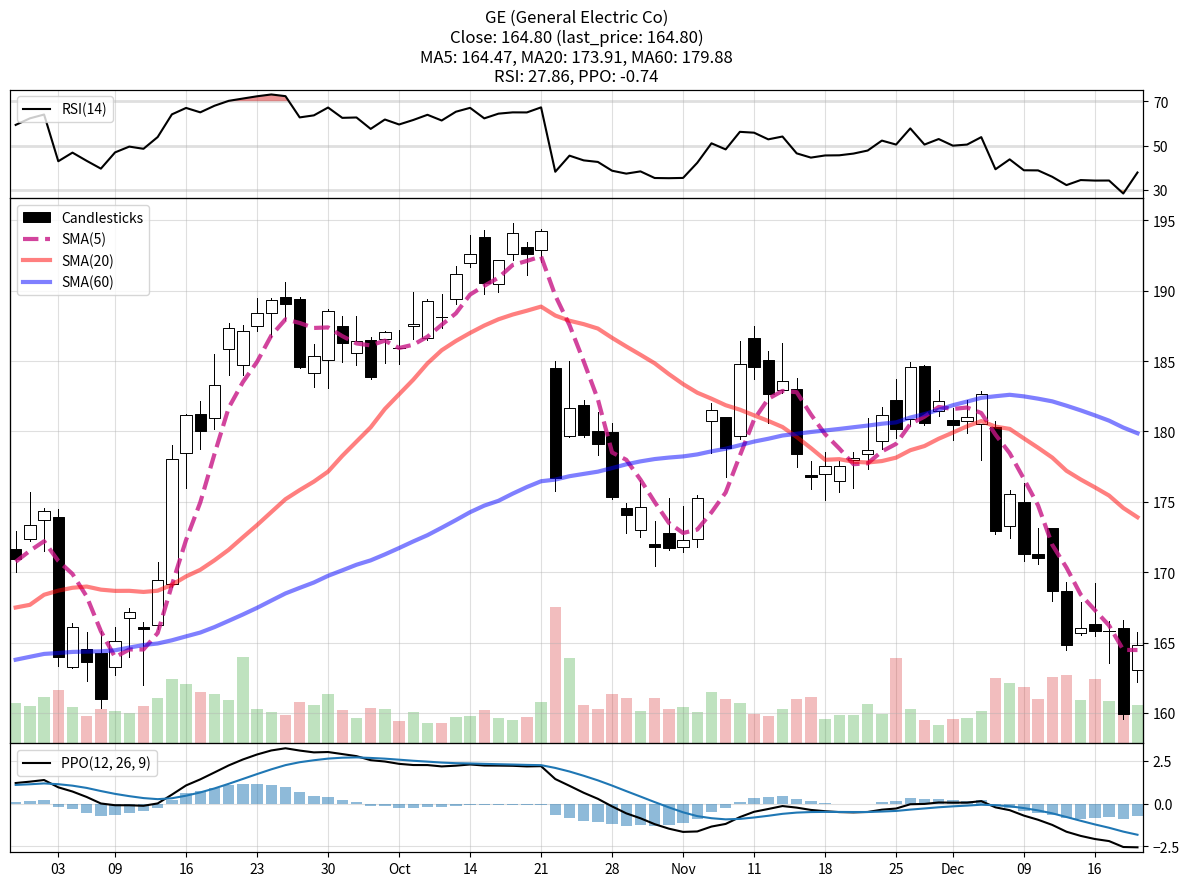 GE (General Electric Co)
Close: 164.80 (last_price: 164.80)
MA5: 164.47, MA20: 173.91, MA60: 179.88
RSI: 27.86, PPO: -0.74
RSI(14)
70
50
30
Candlesticks
SMA(5)
SMA(20)
SMA(60)
195
190
185
180
175
170
165
160
PPO(12, 26, 9)
2.5
0.0
−2.5
03 09 16 23 30 Oct 14 21 28 Nov 11 18 25 Dec 09 16